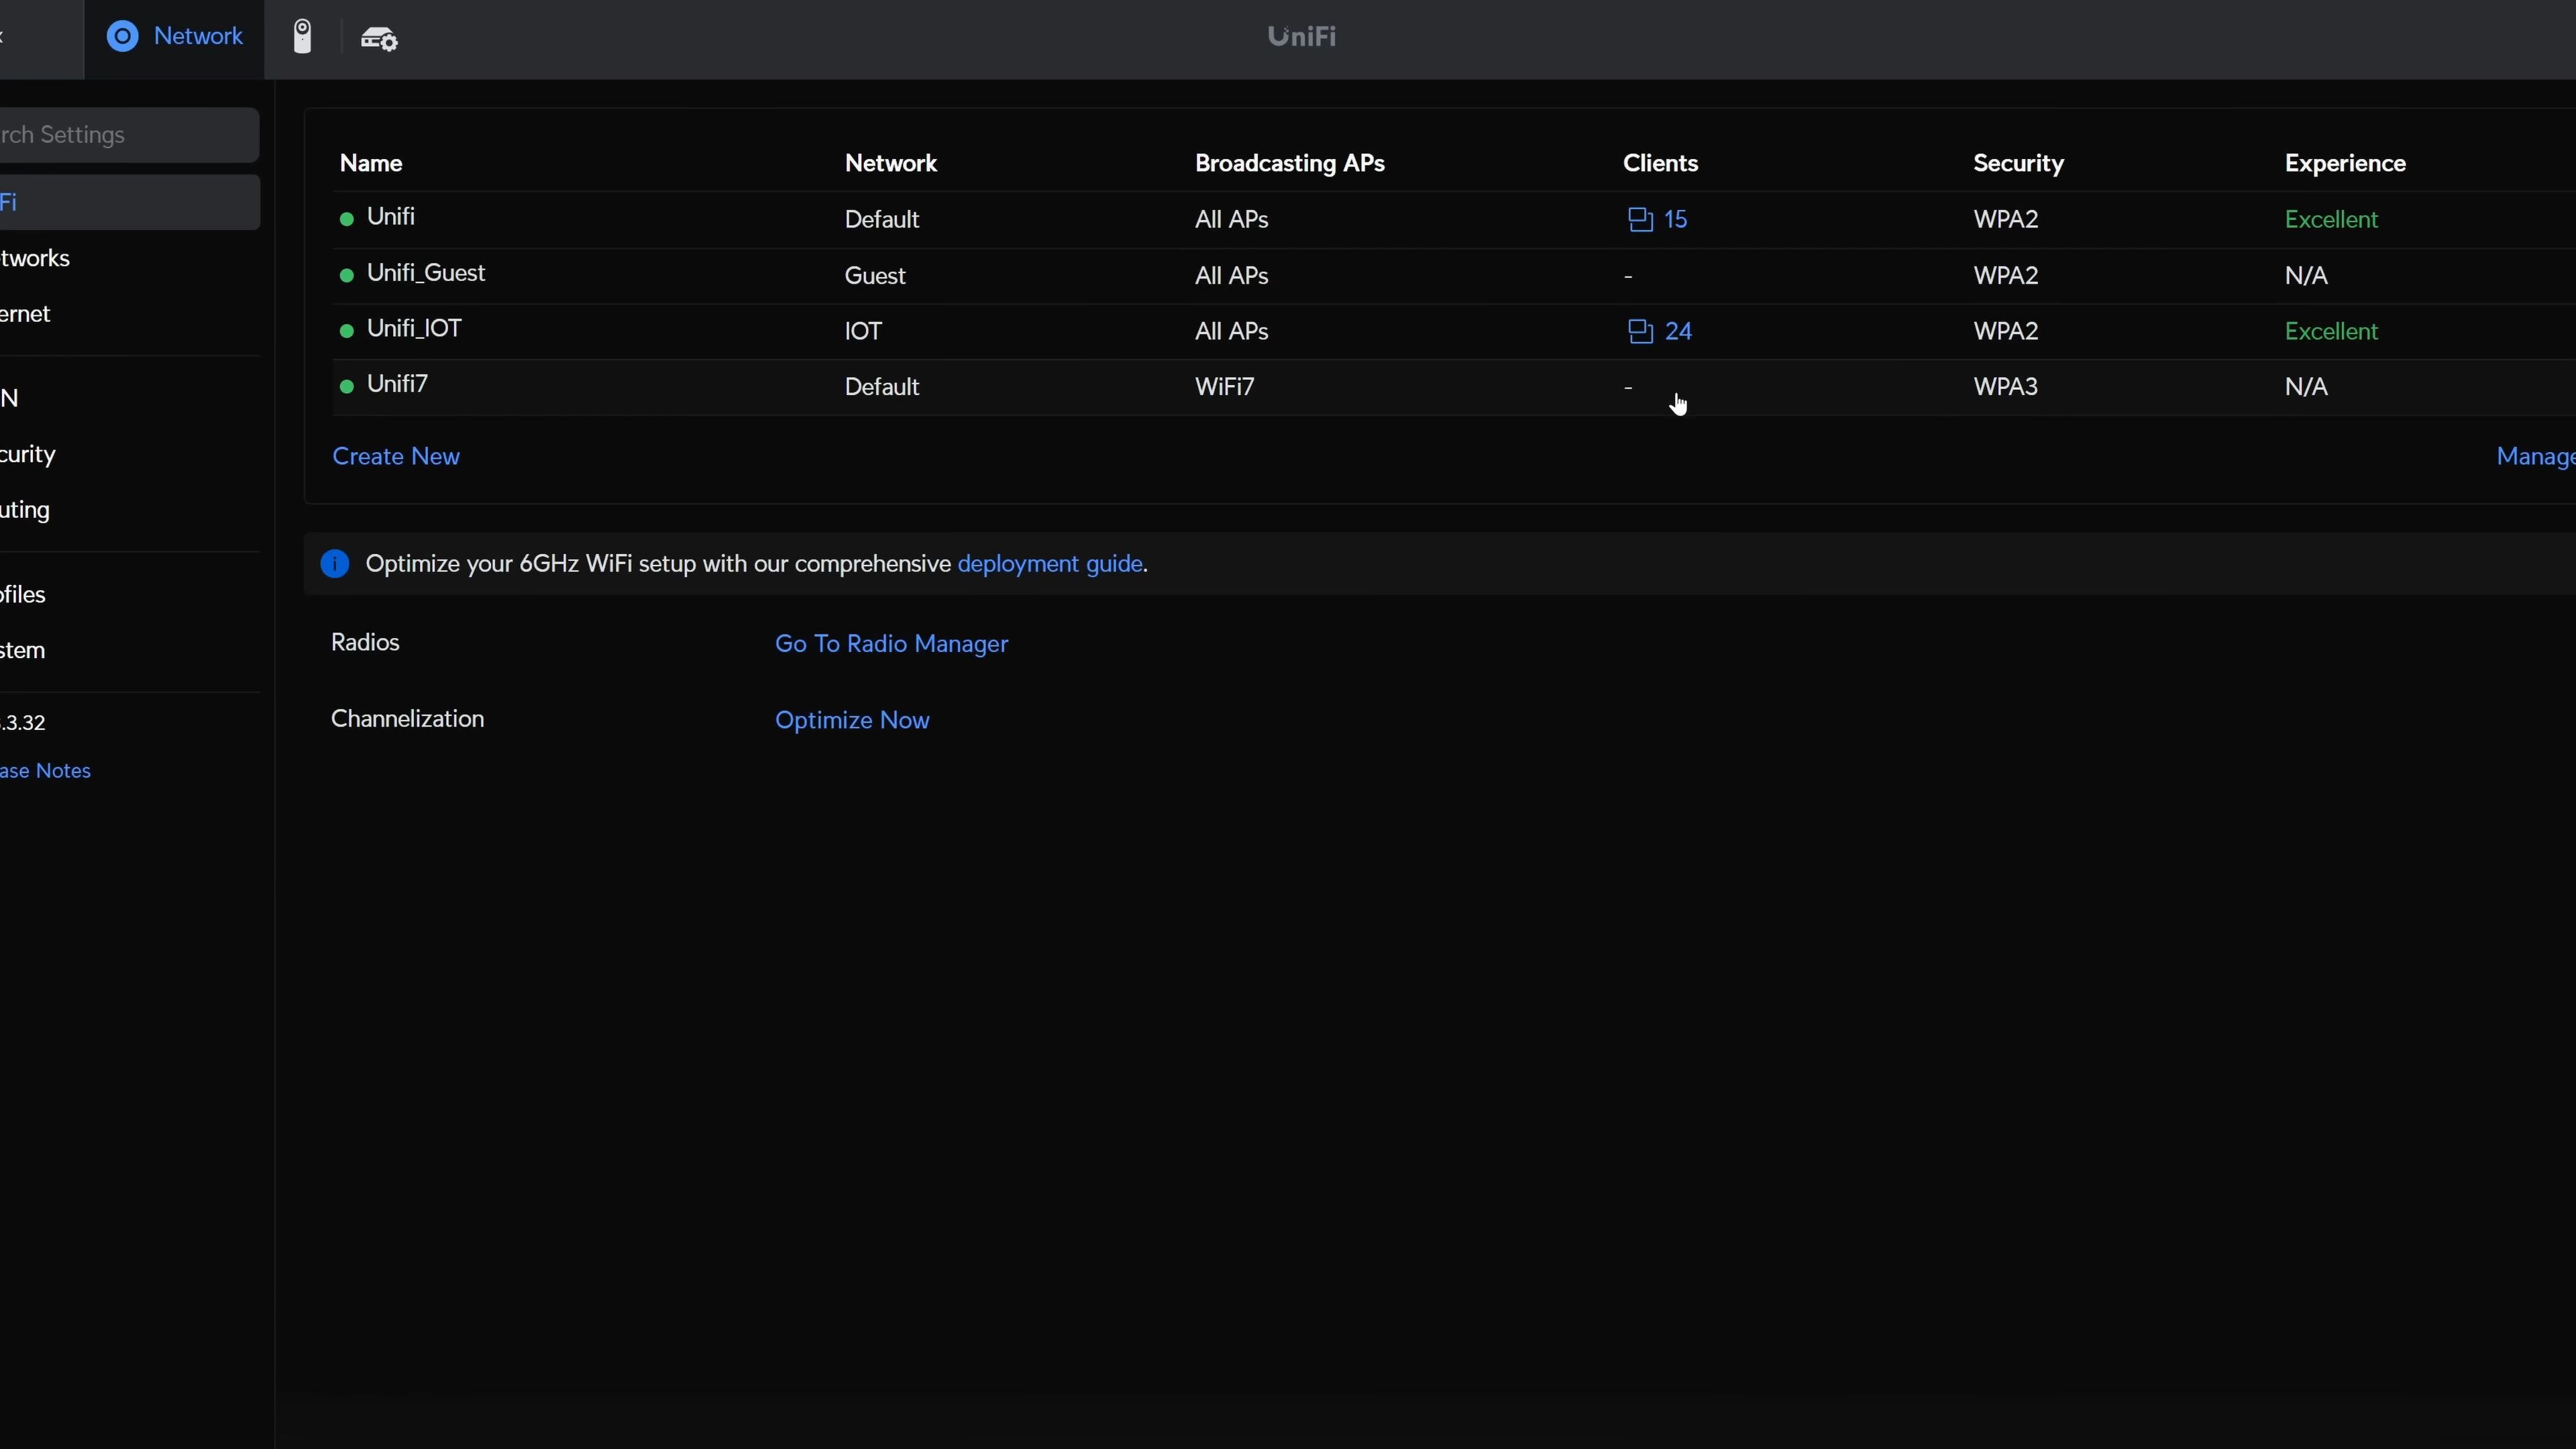 Network
UniFi
rch Settings
Fi
tworks
ernet
N
curity
uting
ofiles
stem
.3.32
ase Notes
Name Network Broadcasting APs Clients Security Experience
Unifi Default All APs 15 WPA2 Excellent
Unifi_Guest Guest All APs - WPA2 N/A
Unifi_IOT IOT All APs 24 WPA2 Excellent
Unifi7 Default WiFi7 - WPA3 N/A
Create New Manage
Optimize your 6GHz WiFi setup with our comprehensive deployment guide.
Radios Go To Radio Manager
Channelization Optimize Now